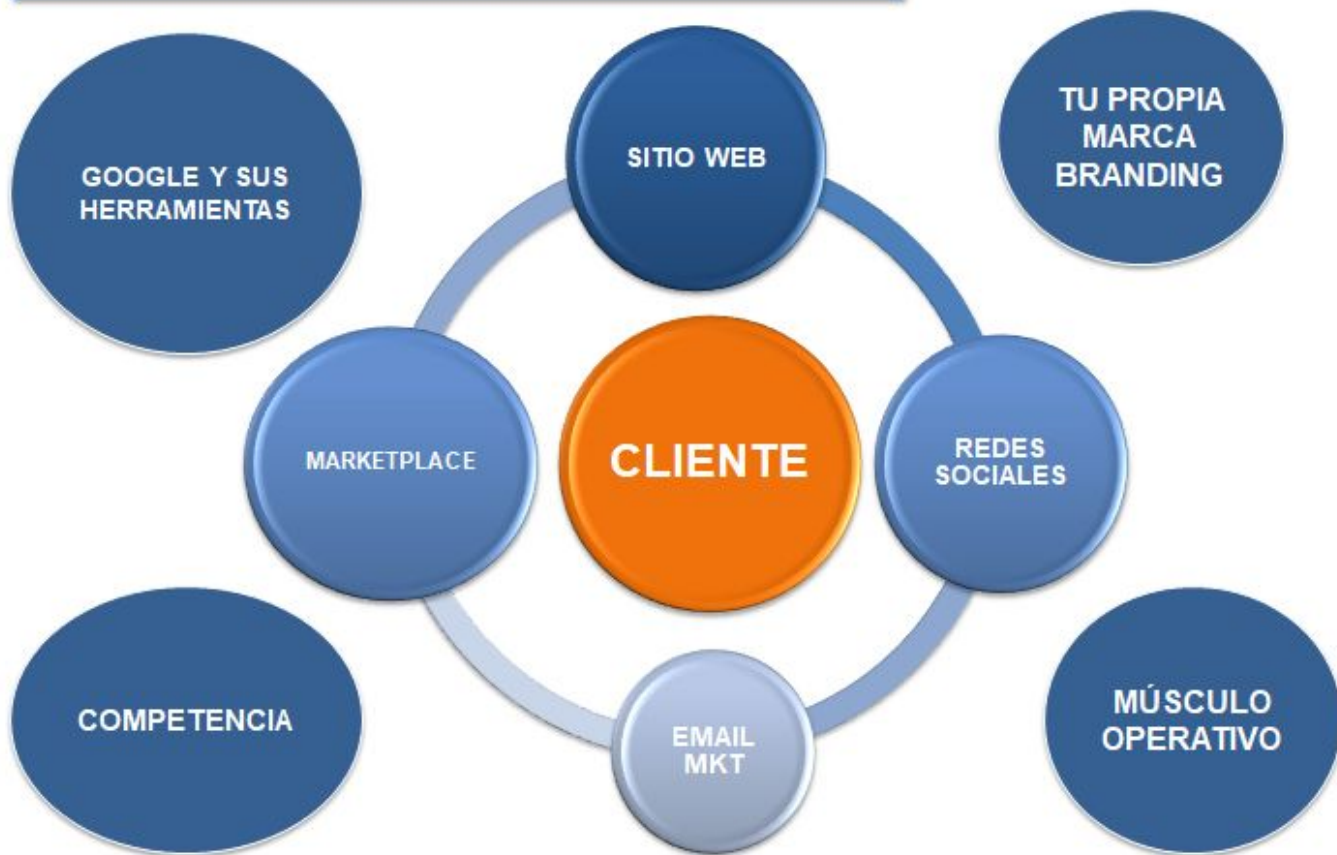 SITIO WEB
TU PROPIA
MARCA
BRANDING
GOOGLE Y SUS
HERRAMIENTAS
MARKETPLACE
CLIENTE
REDES
SOCIALES
COMPETENCIA
EMAIL
MKT
MÚSCULO
OPERATIVO